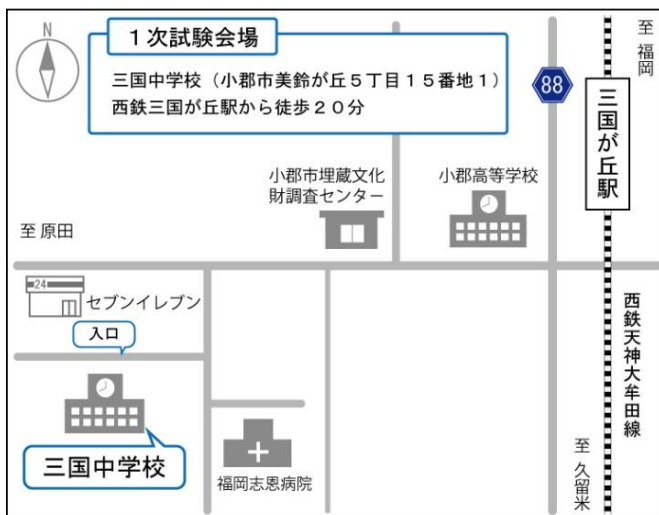 N
1次試験会場
三国中学校（小郡市美鈴が丘5丁目15番地1）
西鉄三国が丘駅から徒歩20分
至 福岡
88
三国が丘駅
小郡市埋蔵文化
財調査センター
小郡高等学校
至 原田
24
セブンイレブン
入口
西鉄天神大牟田線
三国中学校
福岡志恩病院
至 久留米